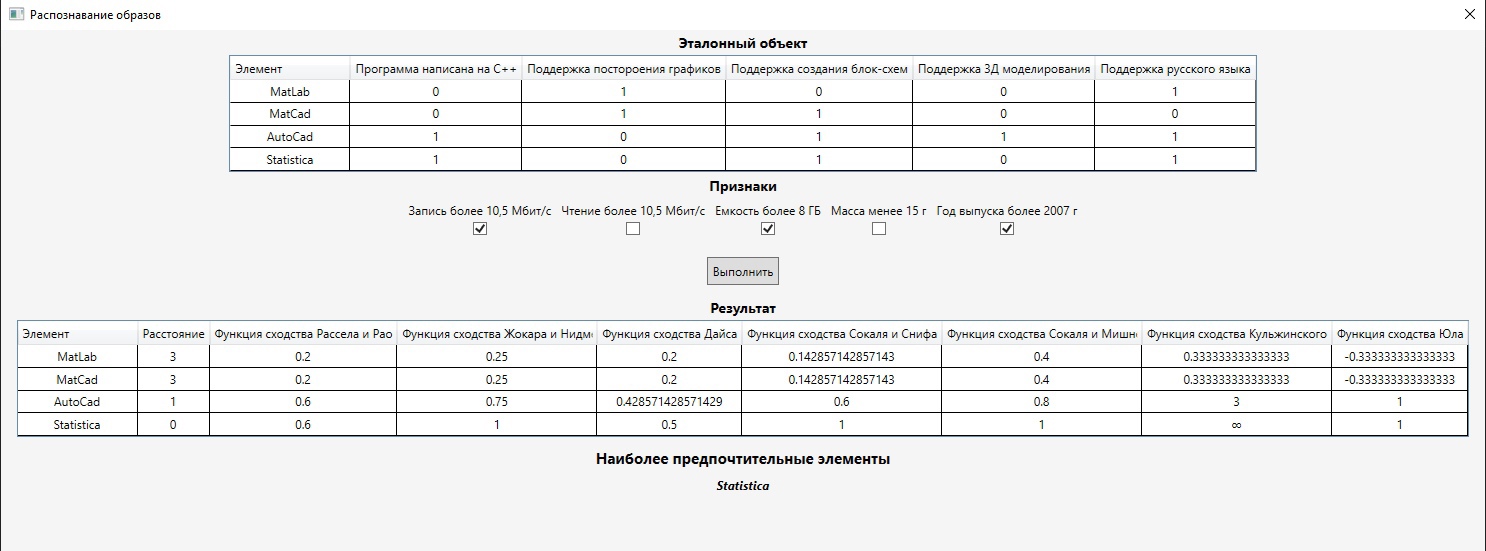 Распознавание образов
Эталонный объект
Элемент Программа написана на C++ Поддержка постороения графиков Поддержка создания блок-схем Поддержка 3Д моделирования Поддержка русского языка
MatLab 0 1 0 0 1
MatCad 0 1 1 0 0
AutoCad 1 0 1 1 1
Statistica 1 0 1 0 1
Признаки
Запись более 10,5 Мбит/с Чтение более 10,5 Мбит/с Емкость более 8 ГБ Масса менее 15 г Год выпуска более 2007 г
Выполнить
Результат
Элемент Расстояние Функция сходства Рассела и Рао Функция сходства Жокара и Нидм Функция сходства Дайса Функция сходства Сокаля и Снифа Функция сходства Сокаля и Мишн Функция сходства Кульжинского Функция сходства Юла
MatLab 3 0.2 0.25 0.2 0.142857142857143 0.4 0.333333333333333 -0.333333333333333
MatCad 3 0.2 0.25 0.2 0.142857142857143 0.4 0.333333333333333 -0.333333333333333
AutoCad 1 0.6 0.75 0.428571428571429 0.6 0.8 3 1
Statistica 0 0.6 1 0.5 1 1 ∞ 1
Наиболее предпочтительные элементы
Statistica